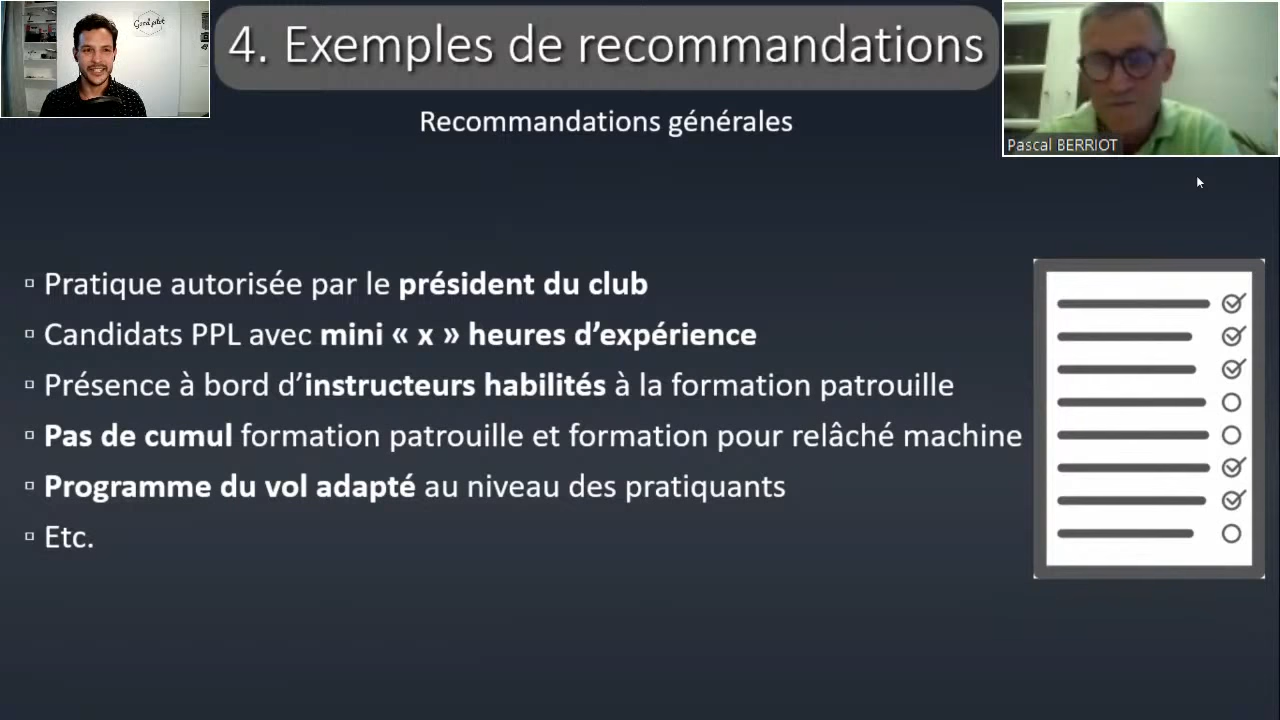 Good pilot
4. Exemples de recommandations
Recommandations générales
Pascal BERRIOT
Pratique autorisée par le président du club
Candidats PPL avec mini « x » heures d’expérience
Présence à bord d’instructeurs habilités à la formation patrouille
Pas de cumul formation patrouille et formation pour relâché machine
Programme du vol adapté au niveau des pratiquants
Etc.